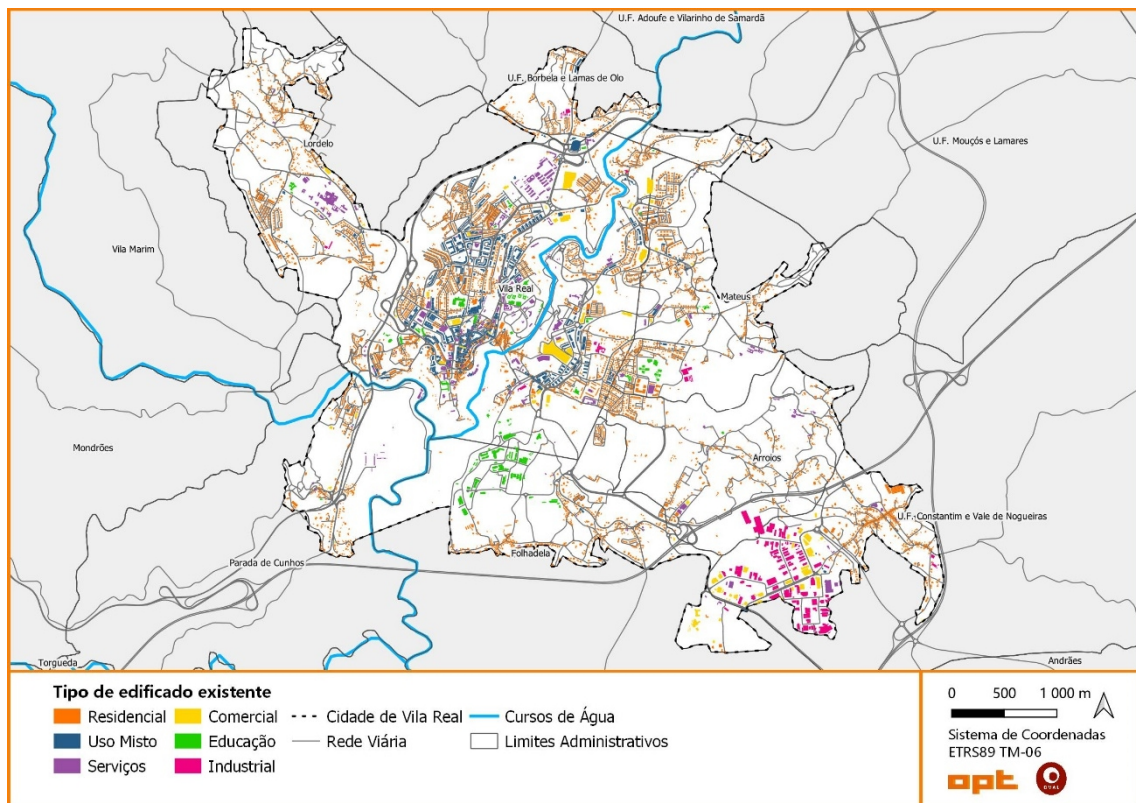 U.F. Adoufe e Vilarinho de Samardã
U.F. Borbela e Lamas de Olo
U.F. Mouçós e Lamares
Lordelo
Vila Marim
Vila Real
Mateus
Mondrões
Arroios
U.F. Constantim e Vale de Nogueiras
Folhadela
Parada de Cunhos
Torgueda
Andrães
Tipo de edificado existente
Residencial
Comercial
Cidade de Vila Real
Cursos de Água
Uso Misto
Educação
Rede Viária
Limites Administrativos
Serviços
Industrial
0 500 1 000 m
Sistema de Coordenadas
ETRS89 TM-06
opt